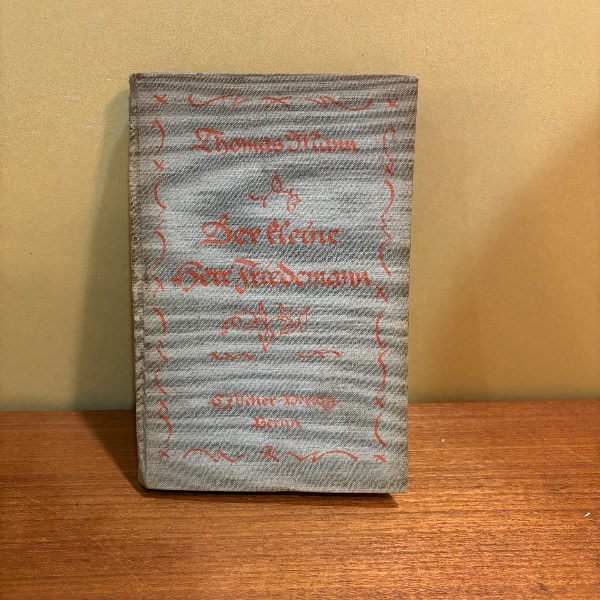 Thomas Mann
Der kleine
Herr Friedemann
S. Fischer Verlag
Berlin